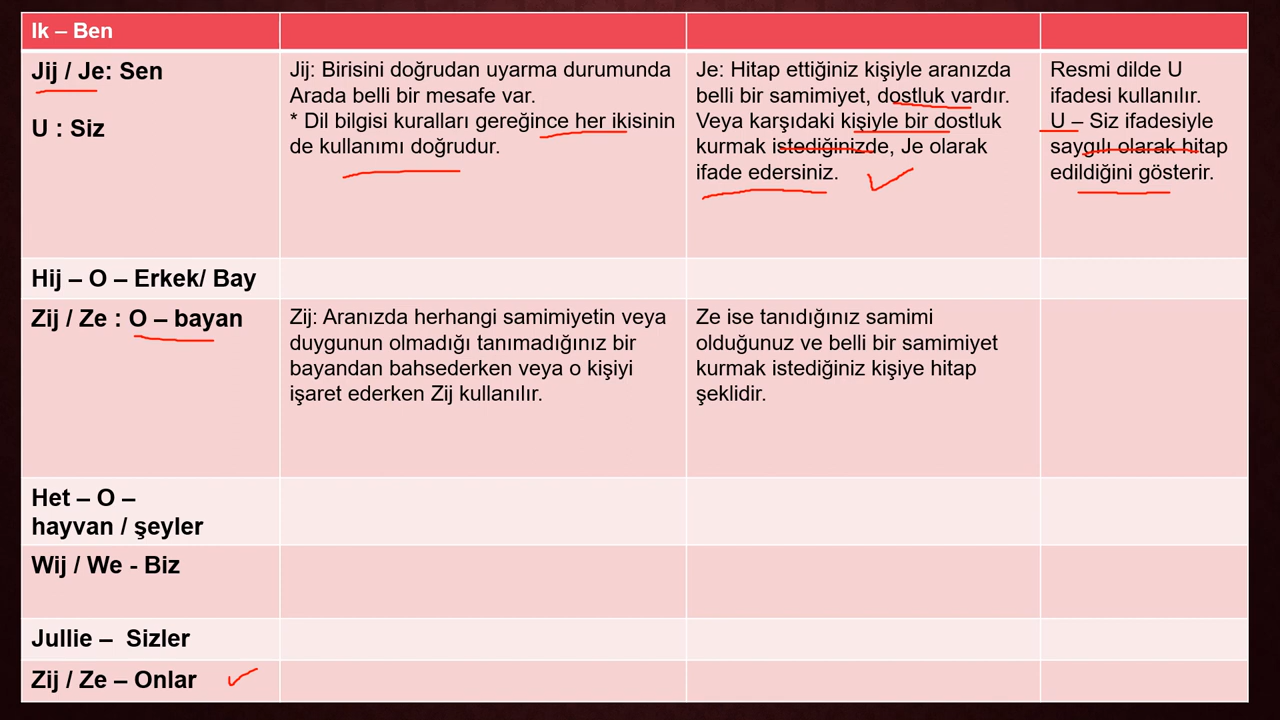 Ik – Ben
Jij / Je: Sen
U : Siz
Jij: Birisini doğrudan uyarma durumunda
Arada belli bir mesafe var.
* Dil bilgisi kuralları gereğince her ikisinin
de kullanımı doğrudur.
Je: Hitap ettiğiniz kişiyle aranızda
belli bir samimiyet, dostluk vardır.
Veya karşıdaki kişiyle bir dostluk
kurmak istediğinizde, Je olarak
ifade edersiniz.
Resmi dilde U
ifadesi kullanılır.
U – Siz ifadesiyle
saygılı olarak hitap
edildiğini gösterir.
Hij – O – Erkek/ Bay
Zij / Ze : O – bayan
Zij: Aranızda herhangi samimiyetin veya
duygunun olmadığı tanımadığınız bir
bayandan bahsederken veya o kişiyi
işaret ederken Zij kullanılır.
Ze ise tanıdığınız samimi
olduğunuz ve belli bir samimiyet
kurmak istediğiniz kişiye hitap
şeklidir.
Het – O –
hayvan / şeyler
Wij / We - Biz
Jullie – Sizler
Zij / Ze – Onlar